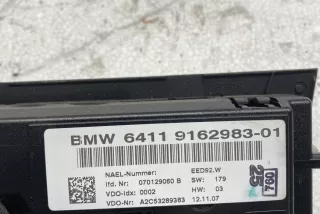 BMW 6411 9162983-01
NAEL-Nummer: EED92.W
lfd. Nr: 070129060 B SW: 179
VDO-Idx: 0002 HW: 03
VDO-Nr: A2C53289383 12.11.07